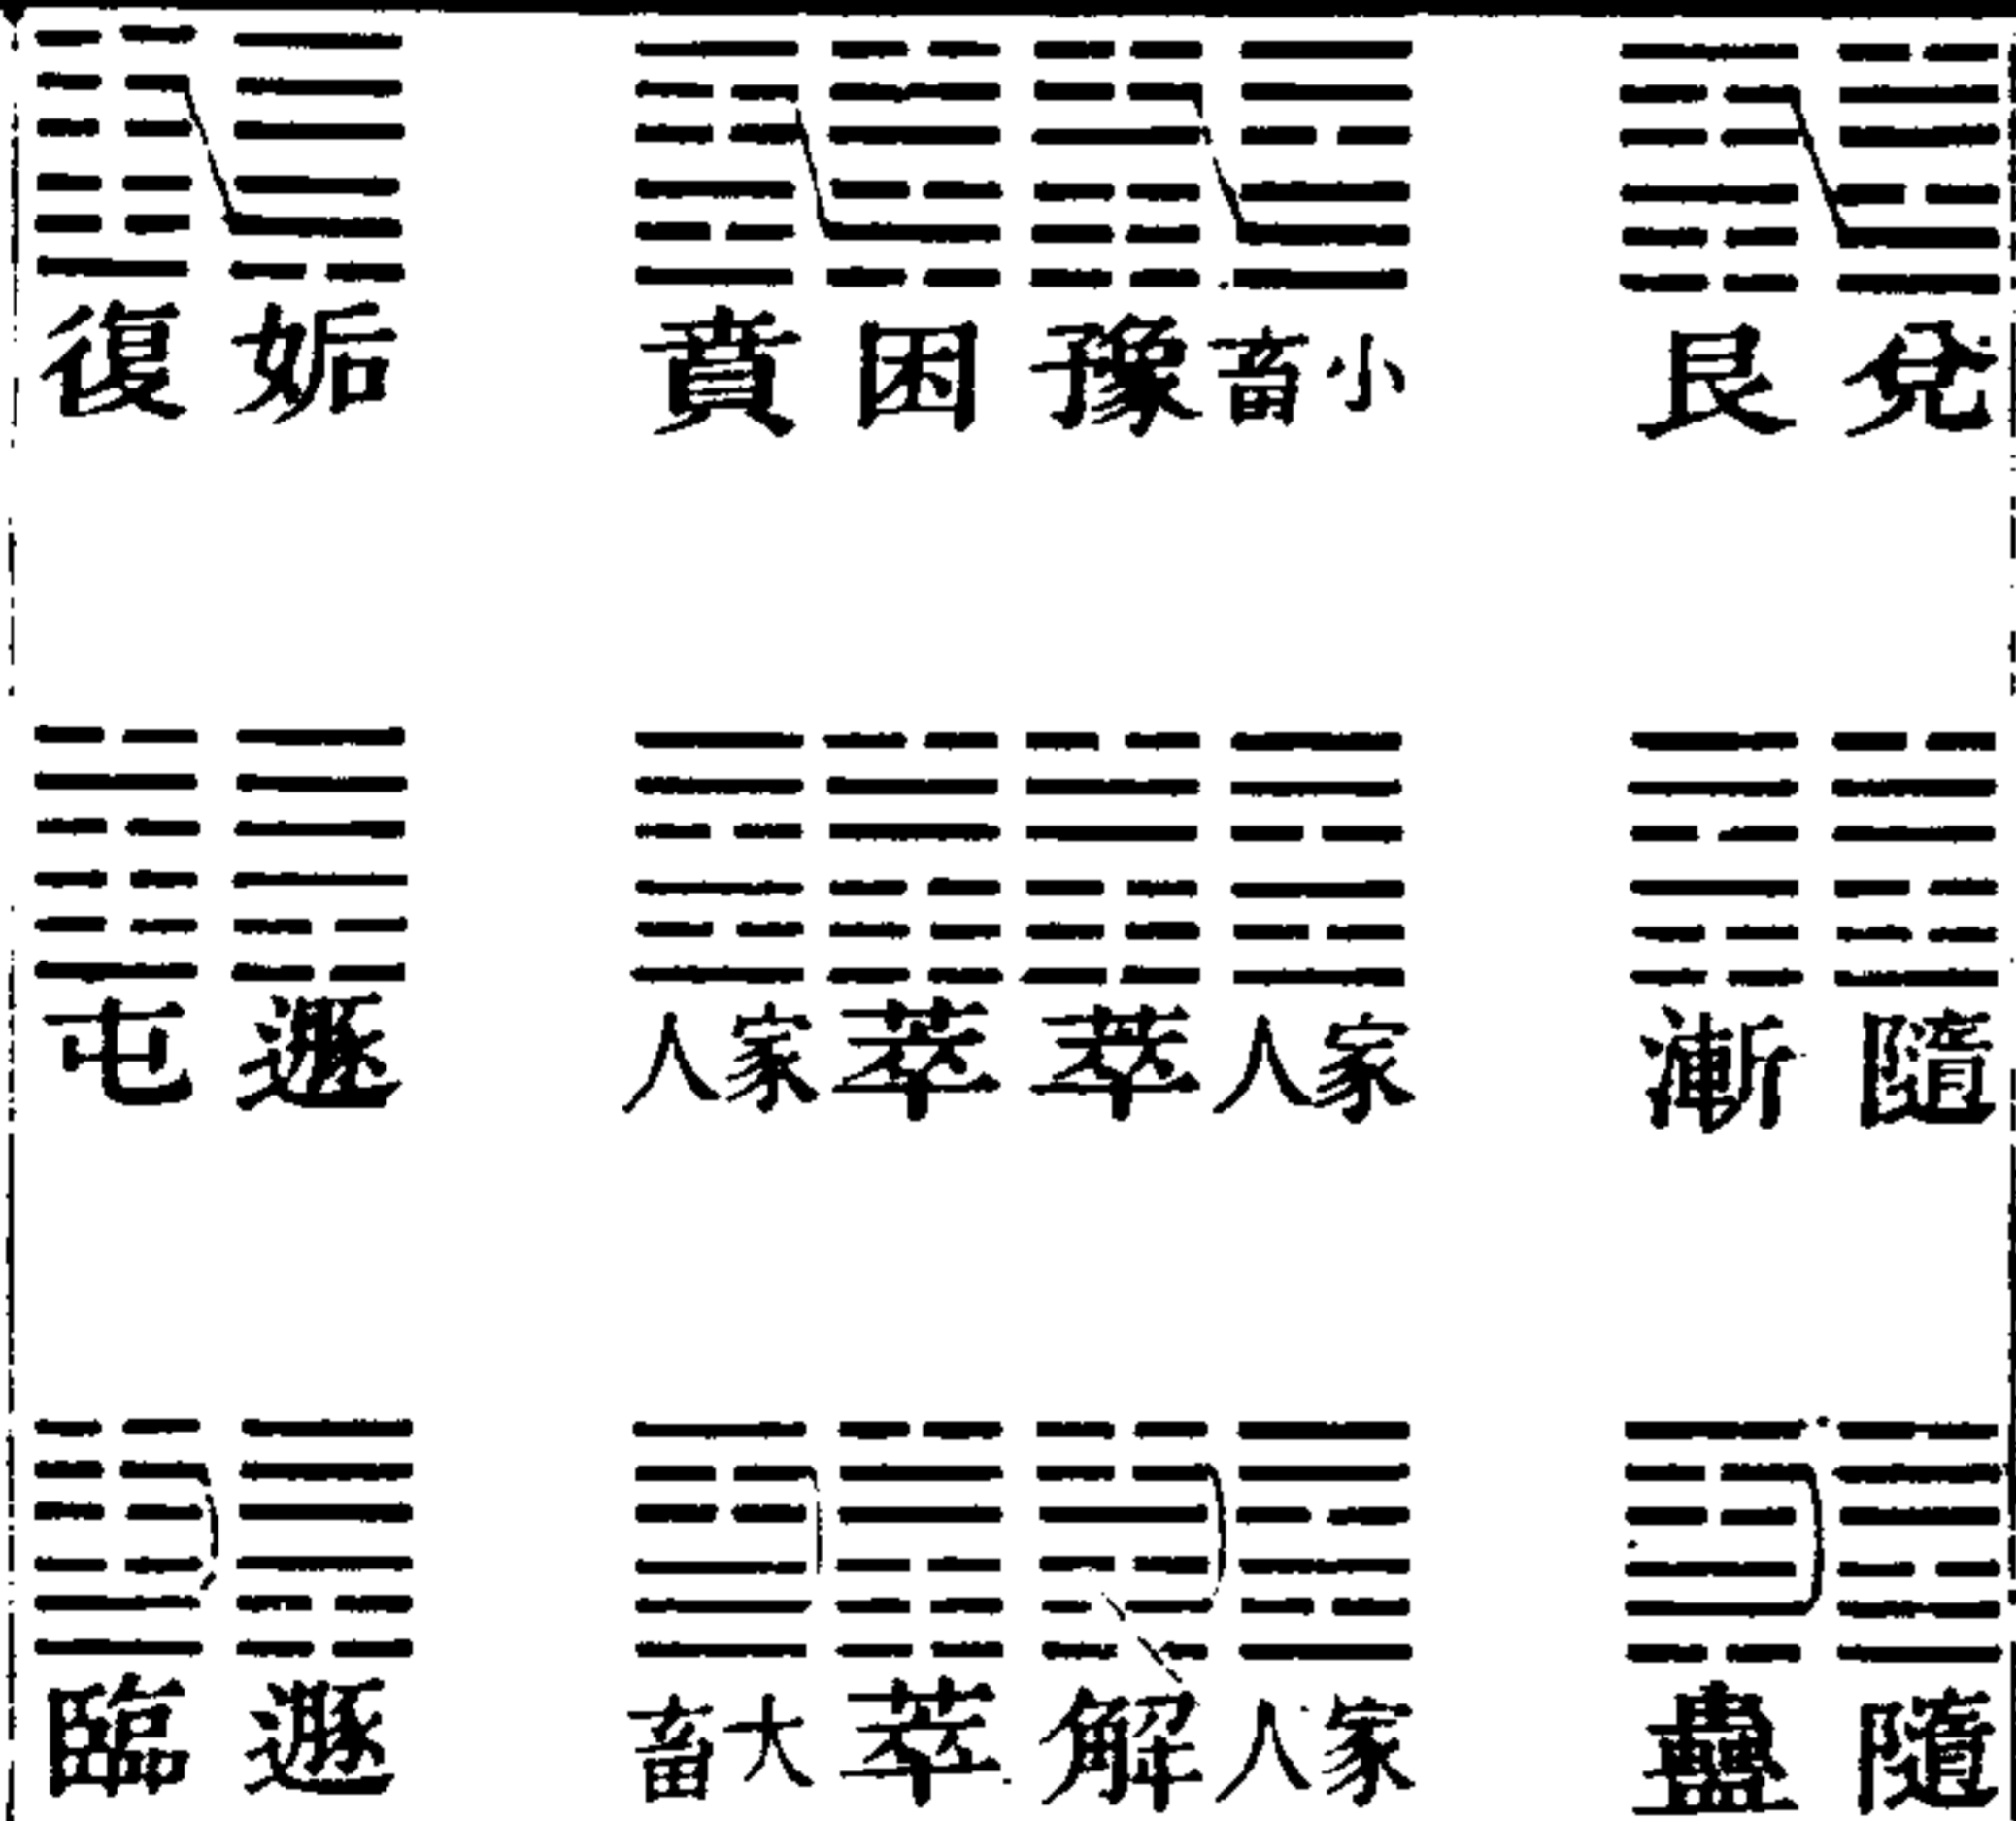 兌 艮 小畜 豫 困 賁 姤 復
隨 漸 家人 萃 萃 家人 遯 屯
隨 蠱 家人 解 萃 大畜 遯 臨